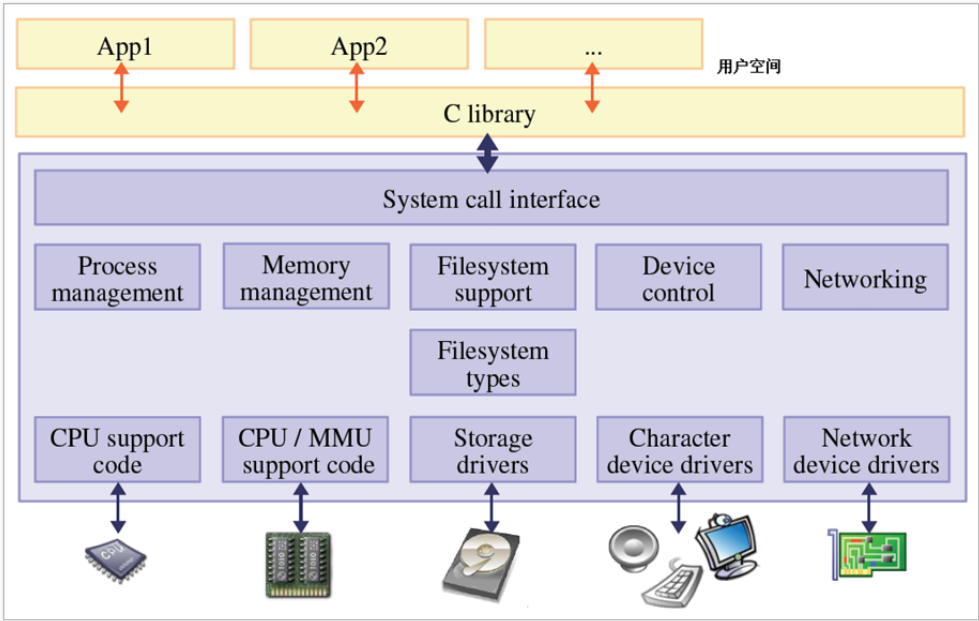 App1
App2
...
用户空间
C library
System call interface
Process
management
Memory
management
Filesystem
support
Device
control
Networking
Filesystem
types
CPU support
code
CPU / MMU
support code
Storage
drivers
Character
device drivers
Network
device drivers
CPU